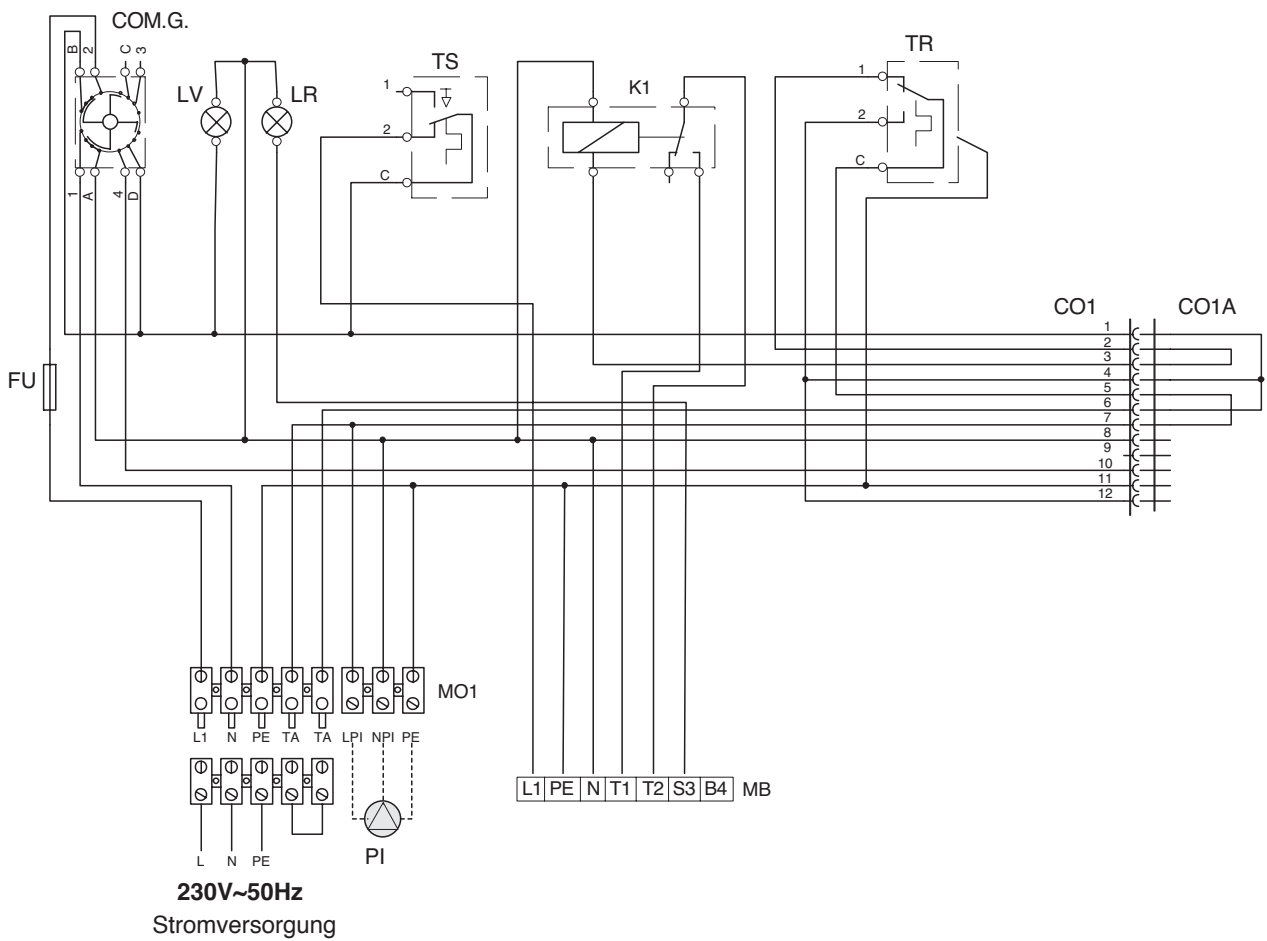 COM.G.
B 2 C 3
1 A 4 D
LV LR
TS
1
2
C
K1
TR
1
2
C
FU
CO1 CO1A
1
2
3
4
5
6
7
8
9
10
11
12
MO1
L1 N PE TA TA LPI NPI PE
L1 PE N T1 T2 S3 B4 MB
PI
L N PE
230V~50Hz
Stromversorgung